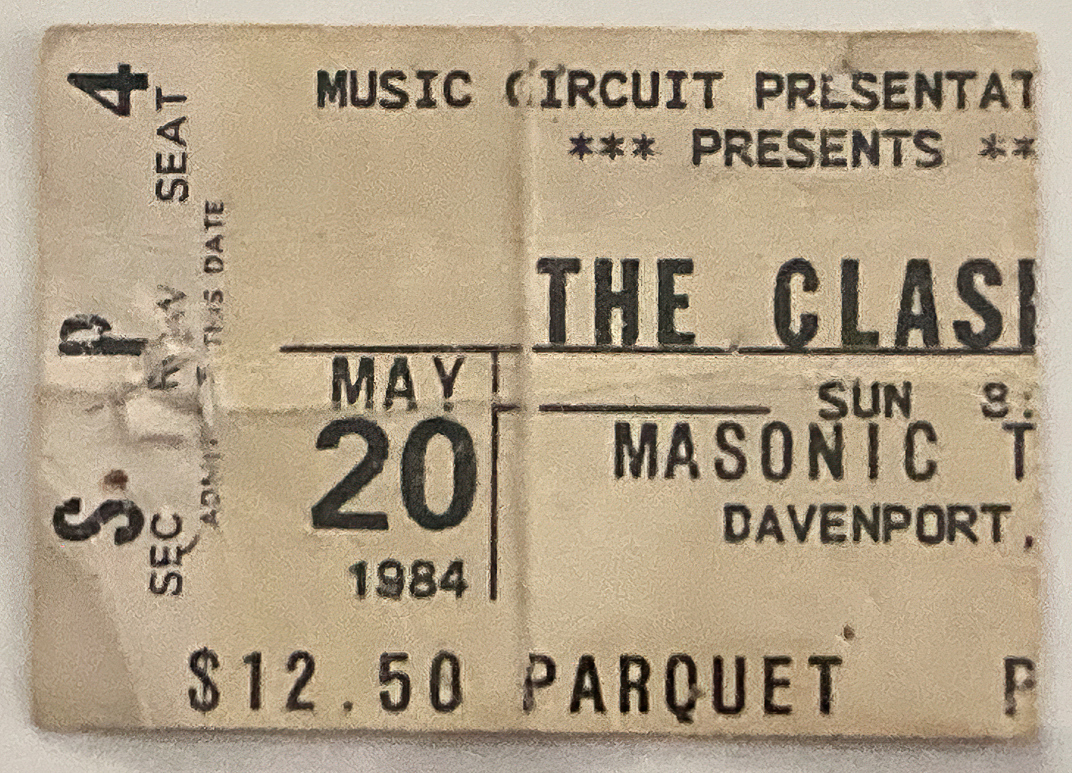 MUSIC CIRCUIT PRESENTAT
*** PRESENTS **
THE CLASH
MAY
20
1984
SUN 8:
MASONIC T
DAVENPORT,
$12.50 PARQUET P
S. P 4
SEC ROW SEAT
ADMIT THIS DATE